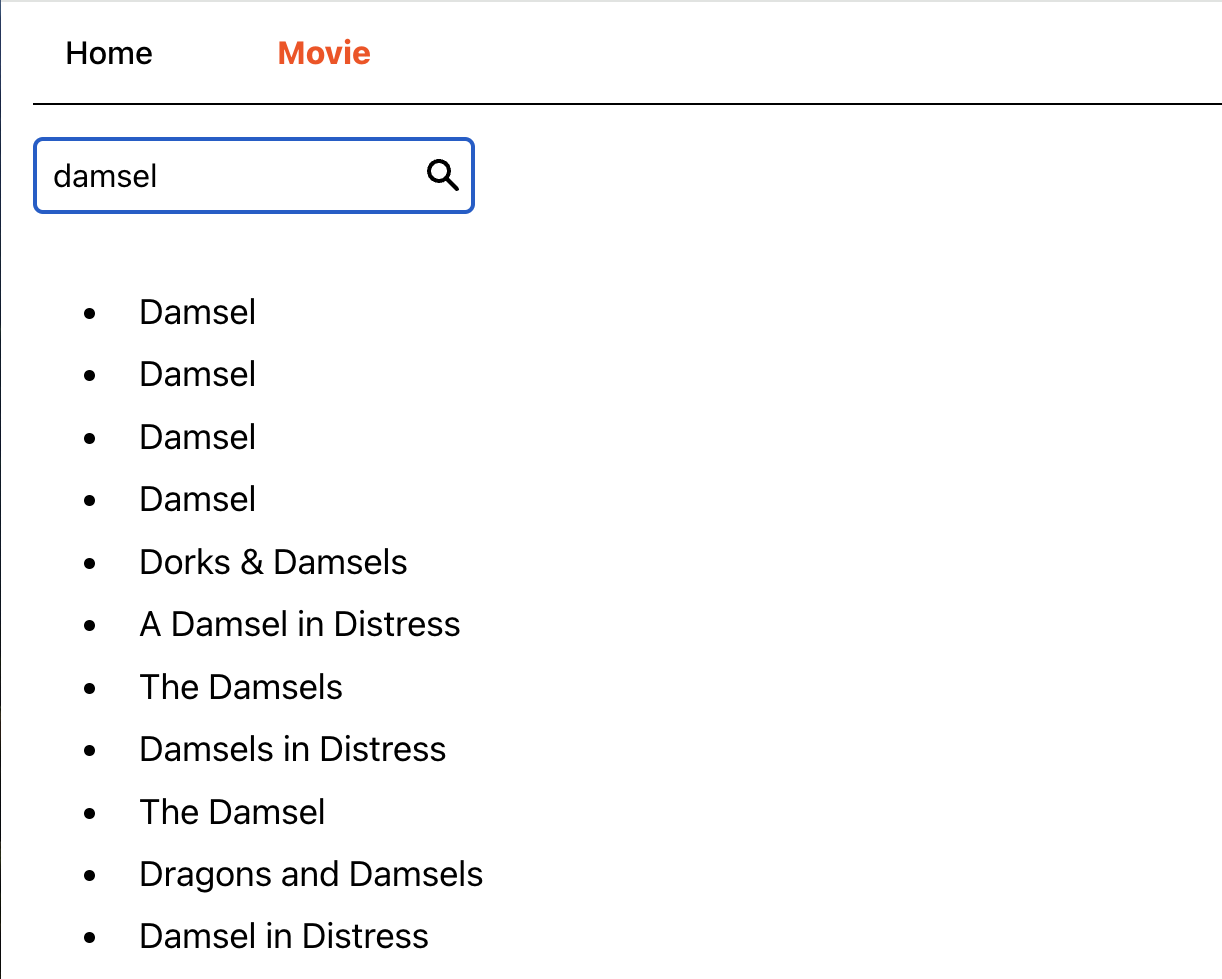 Home Movie
damsel
Damsel
Damsel
Damsel
Damsel
Dorks & Damsels
A Damsel in Distress
The Damsels
Damsels in Distress
The Damsel
Dragons and Damsels
Damsel in Distress